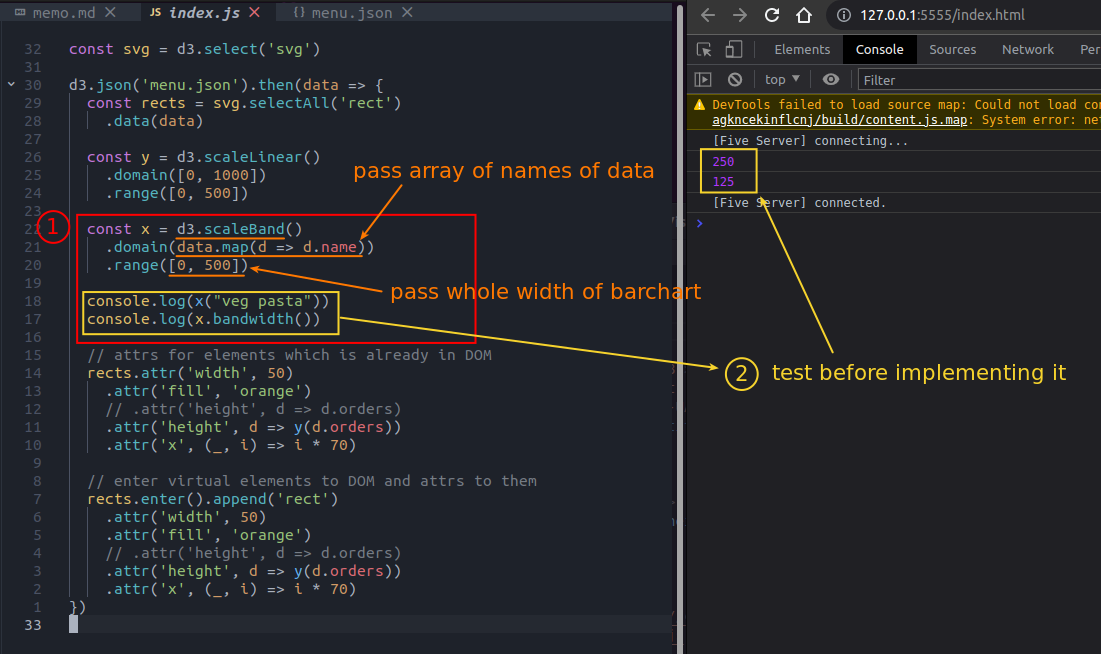 memo.md
JS index.js
{} menu.json
32 const svg = d3.select('svg')
31
30 d3.json('menu.json').then(data => {
29 const rects = svg.selectAll('rect')
28 .data(data)
27
26 const y = d3.scaleLinear()
25 .domain([0, 1000])
24 .range([0, 500])
23
22 const x = d3.scaleBand()
21 .domain(data.map(d => d.name))
20 .range([0, 500])
19
18 console.log(x("veg pasta"))
17 console.log(x.bandwidth())
16
15 // attrs for elements which is already in DOM
14 rects.attr('width', 50)
13 .attr('fill', 'orange')
12 // .attr('height', d => d.orders)
11 .attr('height', d => y(d.orders))
10 .attr('x', (_, i) => i * 70)
9
8 // enter virtual elements to DOM and attrs to them
7 rects.enter().append('rect')
6 .attr('width', 50)
5 .attr('fill', 'orange')
4 // .attr('height', d => d.orders)
3 .attr('height', d => y(d.orders))
2 .attr('x', (_, i) => i * 70)
1 })
33
1
pass array of names of data
pass whole width of barchart
127.0.0.1:5555/index.html
Elements Console Sources Network Per
top Filter
DevTools failed to load source map: Could not load co
agkncekinflcnj/build/content.js.map: System error: ne
[Five Server] connecting...
250
125
[Five Server] connected.
2 test before implementing it